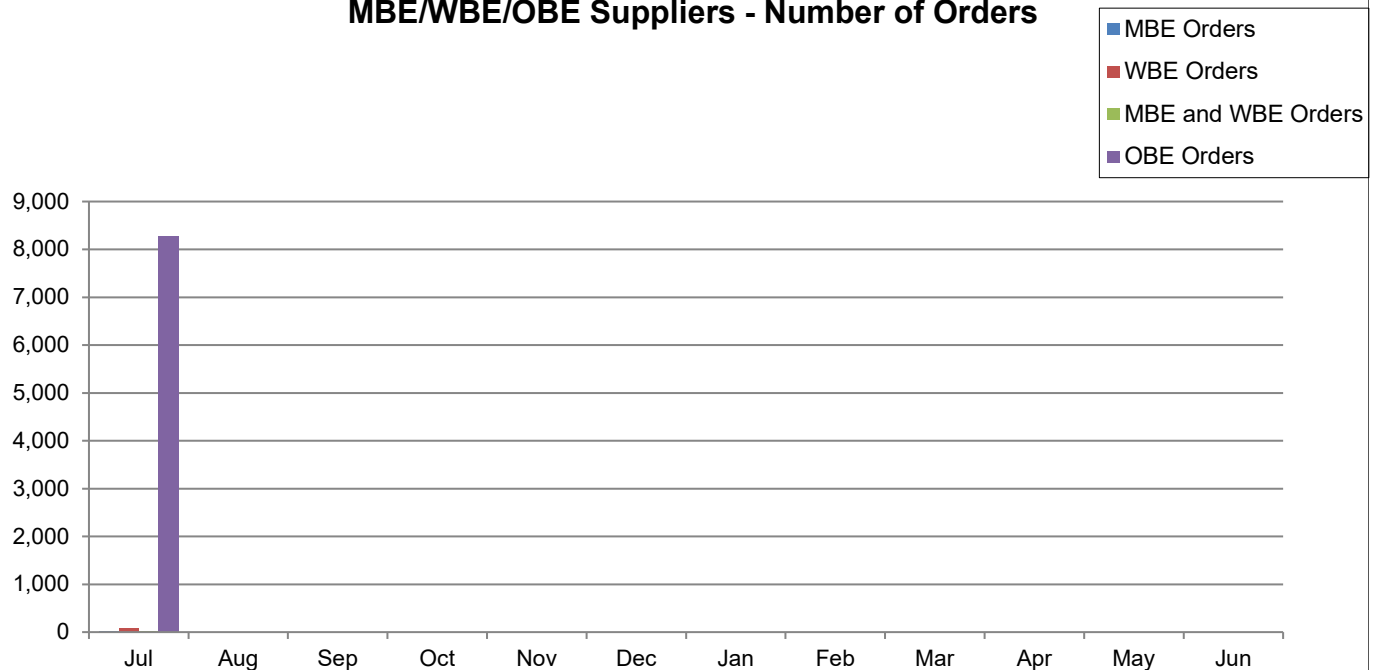 MBE/WBE/OBE Suppliers - Number of Orders
MBE Orders
WBE Orders
MBE and WBE Orders
OBE Orders
9,000
8,000
7,000
6,000
5,000
4,000
3,000
2,000
1,000
0
Jul Aug Sep Oct Nov Dec Jan Feb Mar Apr May Jun